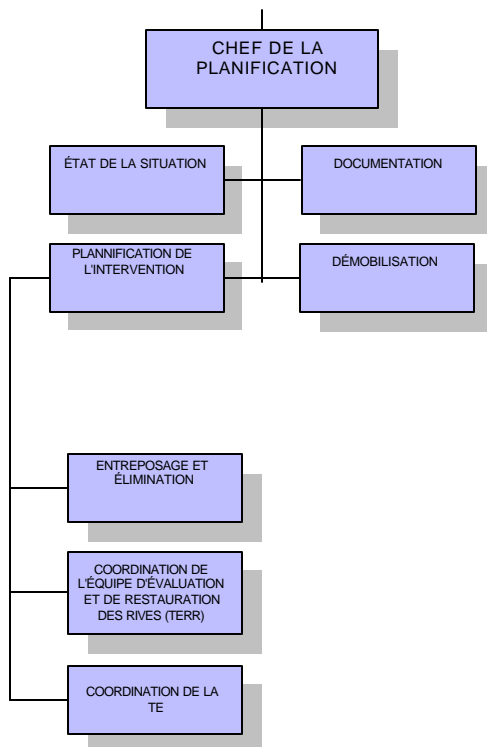 CHEF DE LA
PLANIFICATION
ÉTAT DE LA SITUATION
DOCUMENTATION
PLANNIFICATION DE
L'INTERVENTION
DÉMOBILISATION
ENTREPOSAGE ET
ÉLIMINATION
COORDINATION DE
L'ÉQUIPE D'ÉVALUATION
ET DE RESTAURATION
DES RIVES (TERR)
COORDINATION DE LA
TE